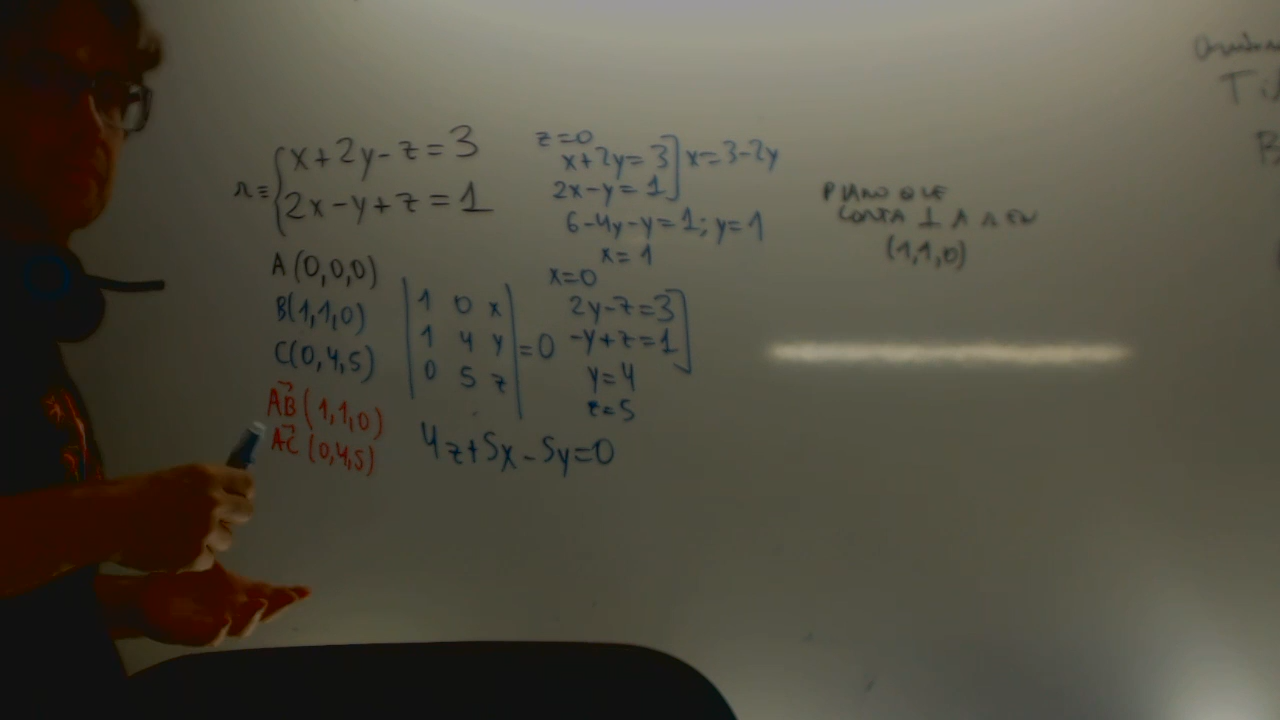 r ≡ { x+2y-z=3
2x-y+z=1
A(0,0,0)
B(1,1,0)
C(0,4,5)
AB→(1,1,0)
AC→(0,4,5)
| 1 0 x |
| 1 4 y | =0
| 0 5 z |
4z+5x-5y=0
z=0
x+2y=3] x=3-2y
2x-y=1]
6-4y-y=1; y=1
x=1
x=0
2y-z=3]
-y+z=1]
y=4
z=5
PLANO QUE
CORTA ⊥ A r EN
(1,1,0)